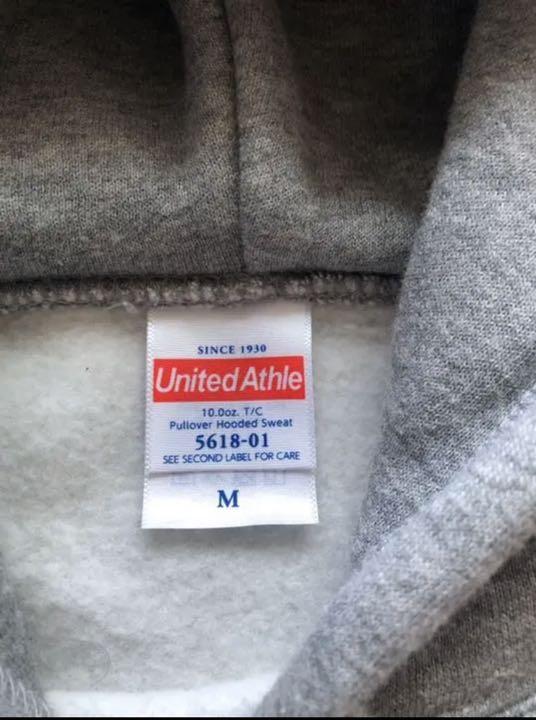 SINCE 1930
United Athle
10.0oz. T/C
Pullover Hooded Sweat
5618-01
SEE SECOND LABEL FOR CARE
M